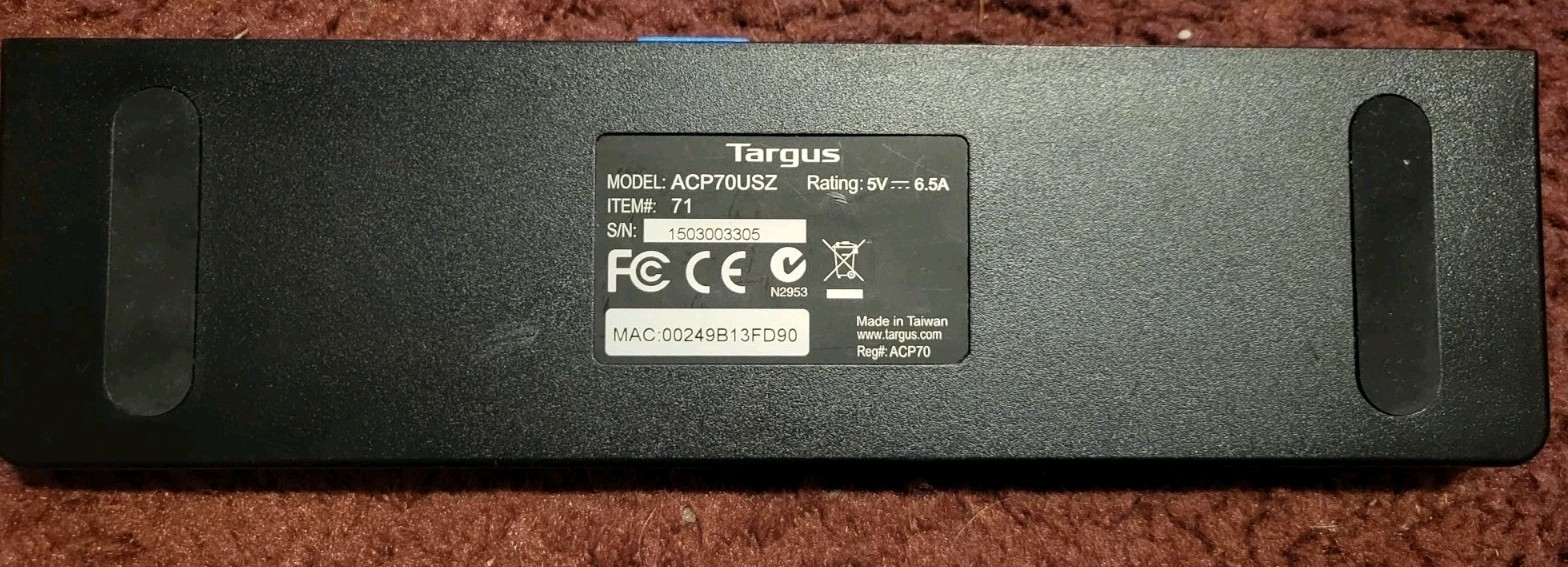 Targus
MODEL: ACP70USZ Rating: 5V⎓6.5A
ITEM#: 71
S/N: 1503003305
FC CE
N2953
MAC:00249B13FD90
Made in Taiwan
www.targus.com
Reg#: ACP70